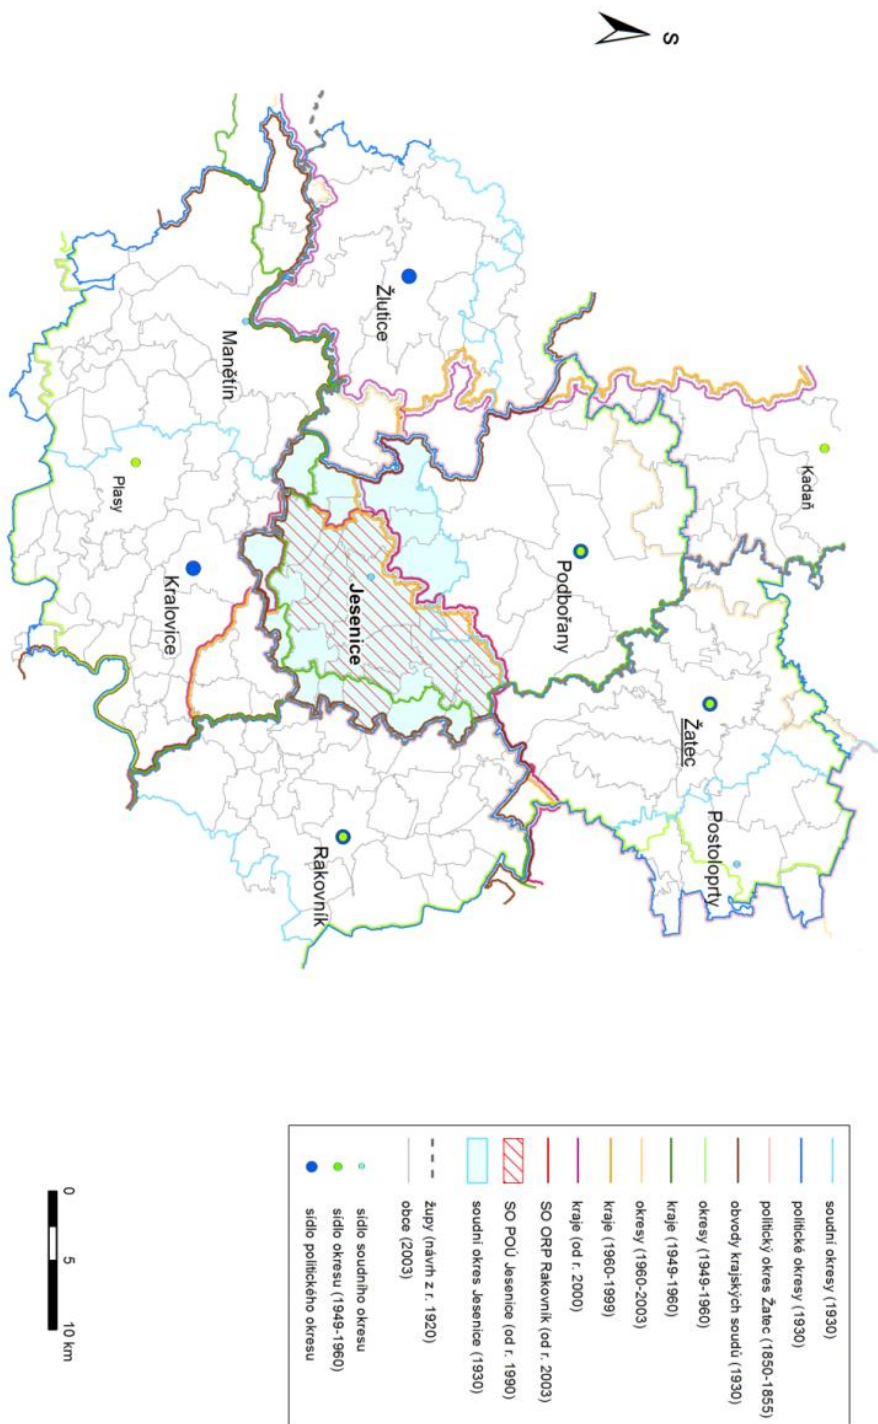 S
Kadaň
Žatec
Postoloprty
Podbořany
Žlutice
Jesenice
Rakovník
Manětín
Kralovice
Plasy
soudní okresy (1930)
politické okresy (1930)
politický okres Žatec (1850-1855)
obvody krajských soudů (1930)
okresy (1949-1960)
kraje (1949-1960)
okresy (1960-2003)
kraje (1960-1999)
kraje (od r. 2000)
SO ORP Rakovník (od r. 2003)
SO POÚ Jesenice (od r. 1990)
soudní okres Jesenice (1930)
župy (návrh z r. 1920)
obce (2003)
sídlo soudního okresu
sídlo okresu (1949-1960)
sídlo politického okresu
0 5 10 km